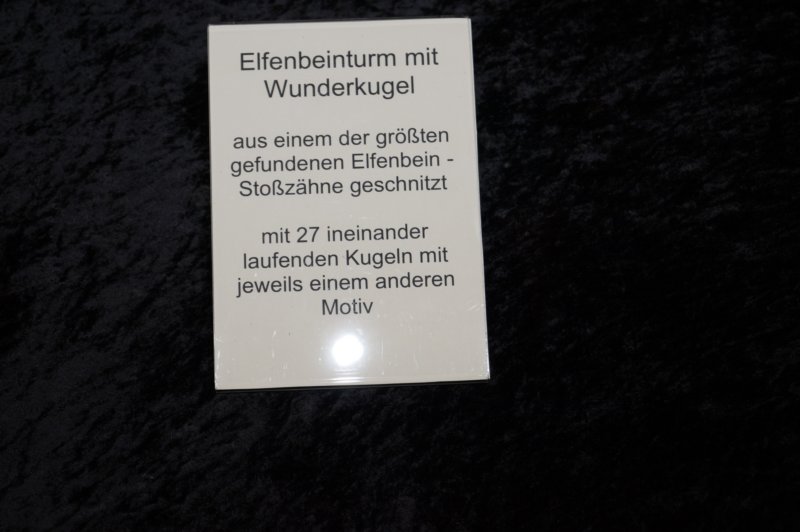 Elfenbeinturm mit
Wunderkugel
aus einem der größten
gefundenen Elfenbein -
Stoßzähne geschnitzt
mit 27 ineinander
laufenden Kugeln mit
jeweils einem anderen
Motiv